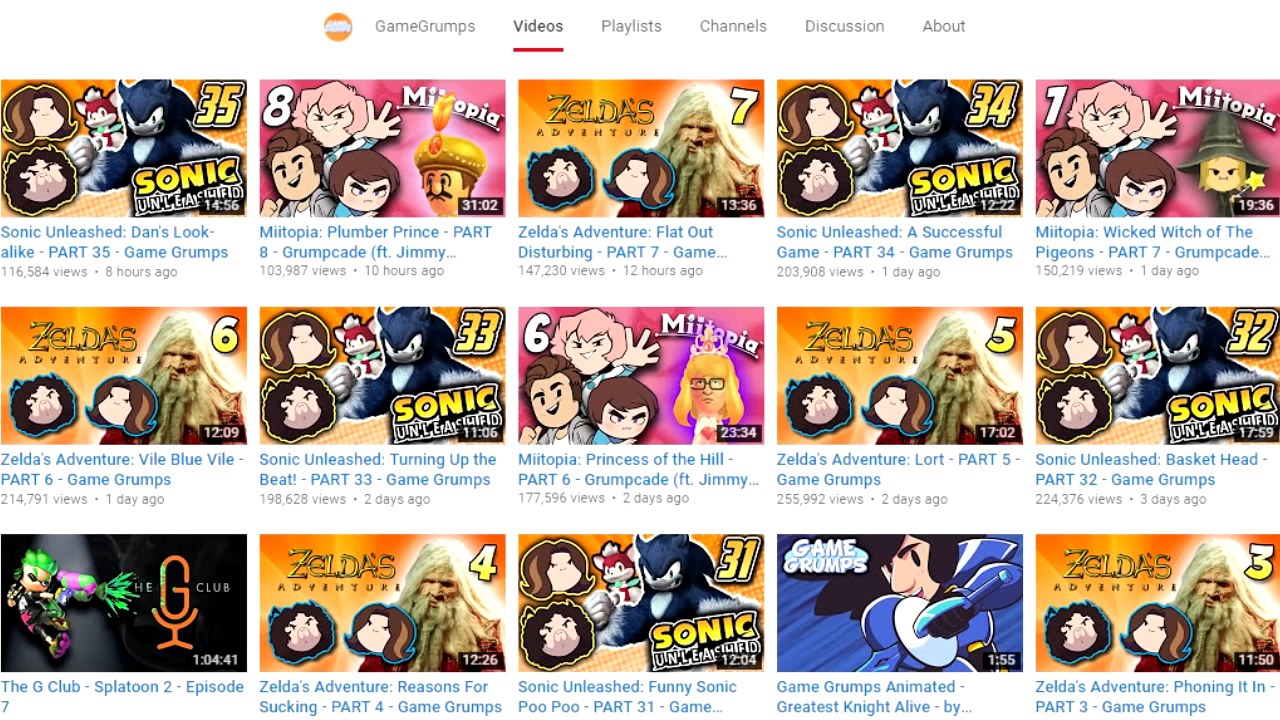 GameGrumps Videos Playlists Channels Discussion About
35
SONIC
UNLEASHED
14:56
8
Miitopia
31:02
ZELDA'S
ADVENTURE
7
13:36
34
SONIC
UNLEASHED
12:22
7
Miitopia
19:36
Sonic Unleashed: Dan's Look-
alike - PART 35 - Game Grumps
116,584 views • 8 hours ago
Miitopia: Plumber Prince - PART
8 - Grumpcade (ft. Jimmy...
103,987 views • 10 hours ago
Zelda's Adventure: Flat Out
Disturbing - PART 7 - Game...
147,230 views • 12 hours ago
Sonic Unleashed: A Successful
Game - PART 34 - Game Grumps
203,908 views • 1 day ago
Miitopia: Wicked Witch of The
Pigeons - PART 7 - Grumpcade...
150,219 views • 1 day ago
ZELDA'S
ADVENTURE
6
12:09
33
SONIC
UNLEASHED
11:06
6
Miitopia
23:34
ZELDA'S
ADVENTURE
5
17:02
32
SONIC
UNLEASHED
17:59
Zelda's Adventure: Vile Blue Vile -
PART 6 - Game Grumps
214,791 views • 1 day ago
Sonic Unleashed: Turning Up the
Beat! - PART 33 - Game Grumps
198,628 views • 2 days ago
Miitopia: Princess of the Hill -
PART 6 - Grumpcade (ft. Jimmy...
177,596 views • 2 days ago
Zelda's Adventure: Lort - PART 5 -
Game Grumps
255,992 views • 2 days ago
Sonic Unleashed: Basket Head -
PART 32 - Game Grumps
224,376 views • 3 days ago
HE G CLUB
1:04:41
ZELDA'S
ADVENTURE
4
12:26
31
SONIC
UNLEASHED
12:04
GAME
GRUMPS
1:55
ZELDA'S
ADVENTURE
3
11:50
The G Club - Splatoon 2 - Episode
7
Zelda's Adventure: Reasons For
Sucking - PART 4 - Game Grumps
Sonic Unleashed: Funny Sonic
Poo Poo - PART 31 - Game...
Game Grumps Animated -
Greatest Knight Alive - by...
Zelda's Adventure: Phoning It In -
PART 3 - Game Grumps